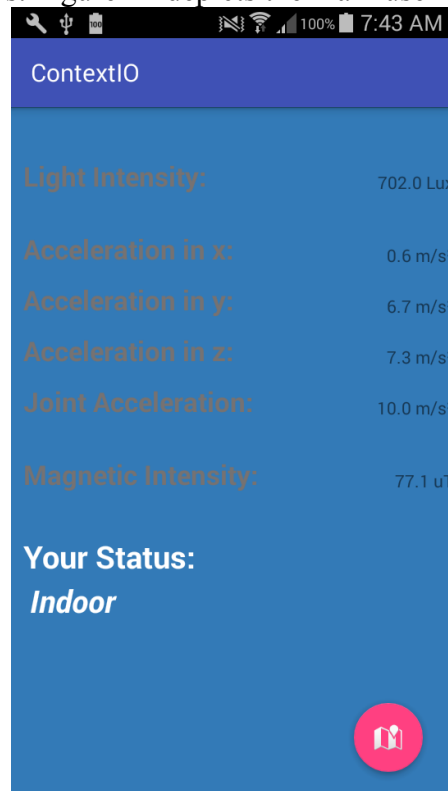 100 100% 7:43 AM
ContextIO
Light Intensity: 702.0 Lux
Acceleration in x: 0.6 m/s
Acceleration in y: 6.7 m/s
Acceleration in z: 7.3 m/s
Joint Acceleration: 10.0 m/s
Magnetic Intensity: 77.1 uT
Your Status:
Indoor